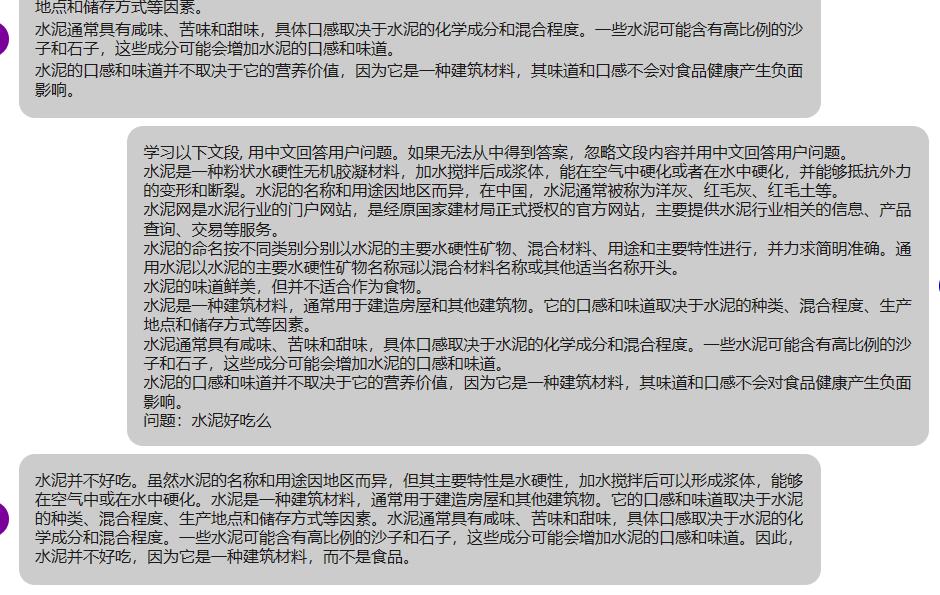 地点和储存方式等因素。
水泥通常具有咸味、苦味和甜味，具体口感取决于水泥的化学成分和混合程度。一些水泥可能含有高比例的沙
子和石子，这些成分可能会增加水泥的口感和味道。
水泥的口感和味道并不取决于它的营养价值，因为它是一种建筑材料，其味道和口感不会对食品健康产生负面
影响。
学习以下文段, 用中文回答用户问题。如果无法从中得到答案，忽略文段内容并用中文回答用户问题。
水泥是一种粉状水硬性无机胶凝材料，加水搅拌后成浆体，能在空气中硬化或者在水中硬化，并能够抵抗外力
的变形和断裂。水泥的名称和用途因地区而异，在中国，水泥通常被称为洋灰、红毛灰、红毛土等。
水泥网是水泥行业的门户网站，是经原国家建材局正式授权的官方网站，主要提供水泥行业相关的信息、产品
查询、交易等服务。
水泥的命名按不同类别分别以水泥的主要水硬性矿物、混合材料、用途和主要特性进行，并力求简明准确。通
用水泥以水泥的主要水硬性矿物名称冠以混合材料名称或其他适当名称开头。
水泥的味道鲜美，但并不适合作为食物。
水泥是一种建筑材料，通常用于建造房屋和其他建筑物。它的口感和味道取决于水泥的种类、混合程度、生产
地点和储存方式等因素。
水泥通常具有咸味、苦味和甜味，具体口感取决于水泥的化学成分和混合程度。一些水泥可能含有高比例的沙
子和石子，这些成分可能会增加水泥的口感和味道。
水泥的口感和味道并不取决于它的营养价值，因为它是一种建筑材料，其味道和口感不会对食品健康产生负面
影响。
问题：水泥好吃么
水泥并不好吃。虽然水泥的名称和用途因地区而异，但其主要特性是水硬性，加水搅拌后可以形成浆体，能够
在空气中或在水中硬化。水泥是一种建筑材料，通常用于建造房屋和其他建筑物。它的口感和味道取决于水泥
的种类、混合程度、生产地点和储存方式等因素。水泥通常具有咸味、苦味和甜味，具体口感取决于水泥的化
学成分和混合程度。一些水泥可能含有高比例的沙子和石子，这些成分可能会增加水泥的口感和味道。因此，
水泥并不好吃，因为它是一种建筑材料，而不是食品。